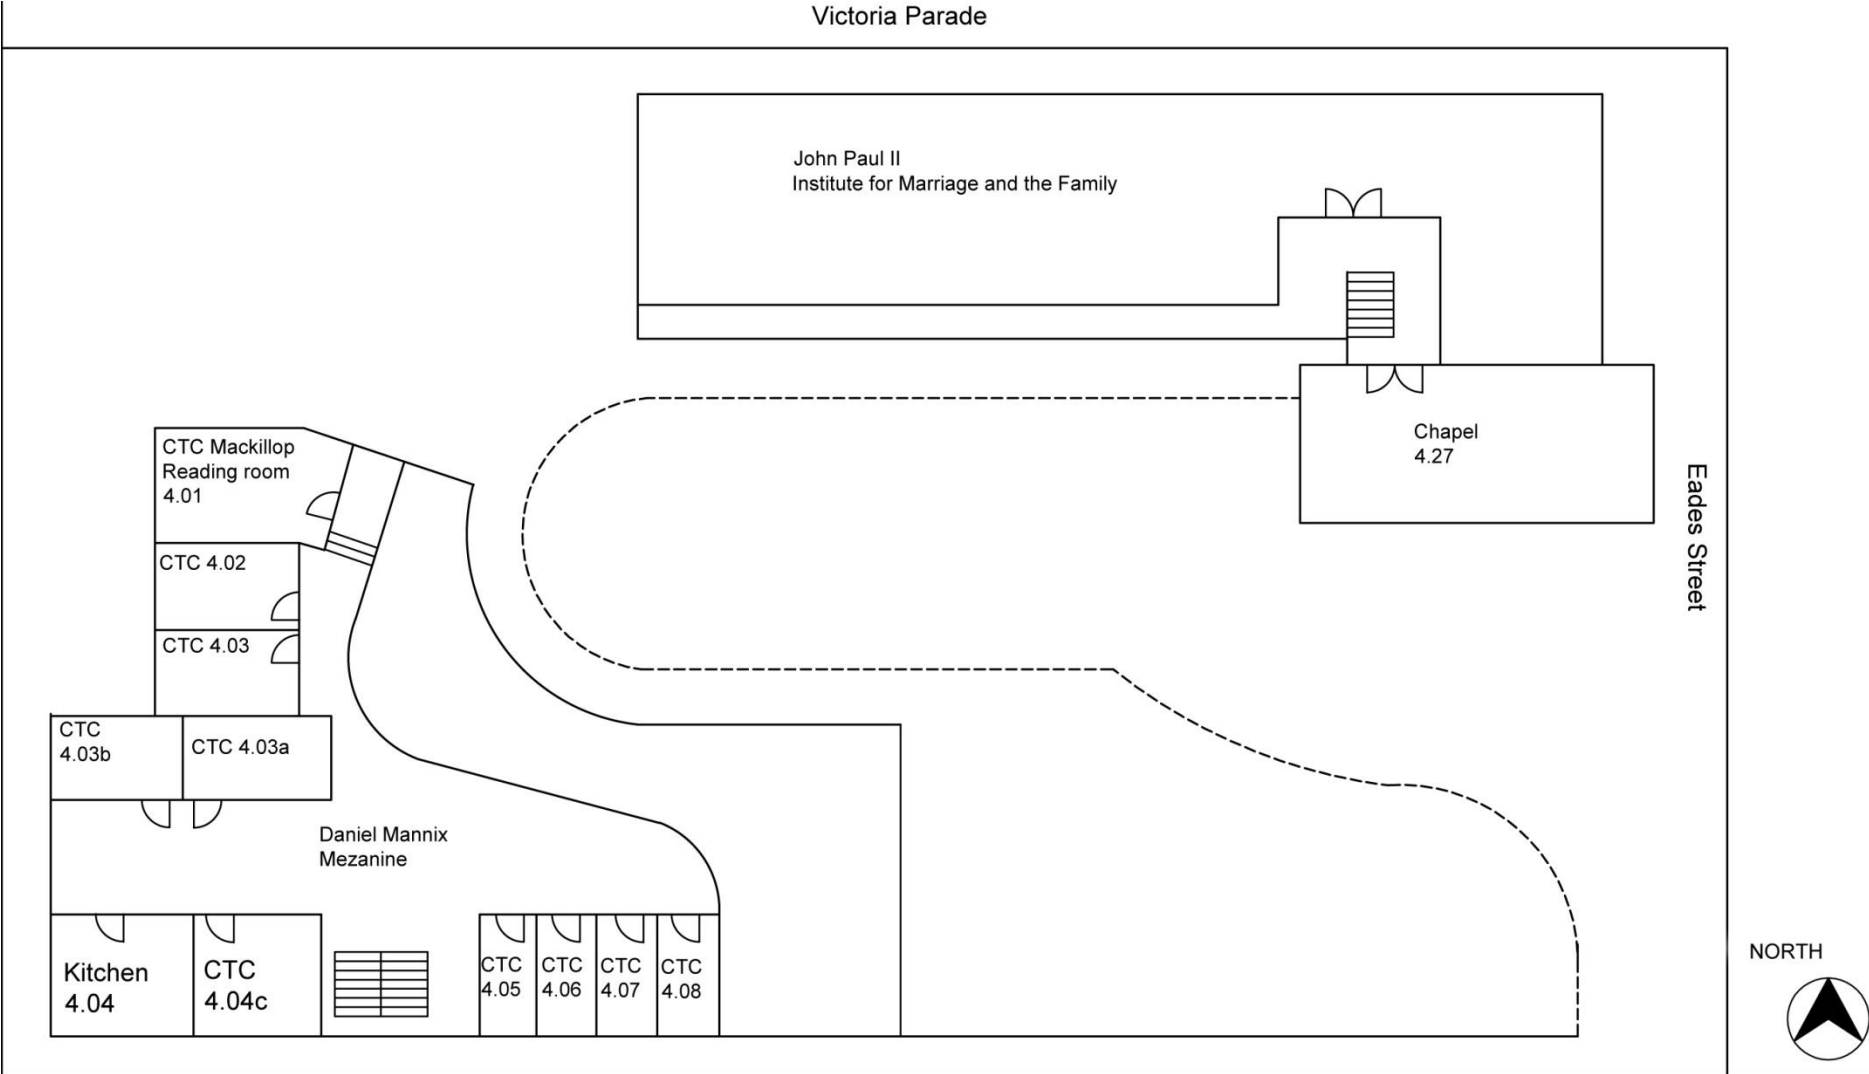 Victoria Parade
John Paul II
Institute for Marriage and the Family
Chapel
4.27
Eades Street
CTC Mackillop
Reading room
4.01
CTC 4.02
CTC 4.03
CTC
4.03b
CTC 4.03a
Daniel Mannix
Mezanine
Kitchen
4.04
CTC
4.04c
CTC
4.05
CTC
4.06
CTC
4.07
CTC
4.08
NORTH